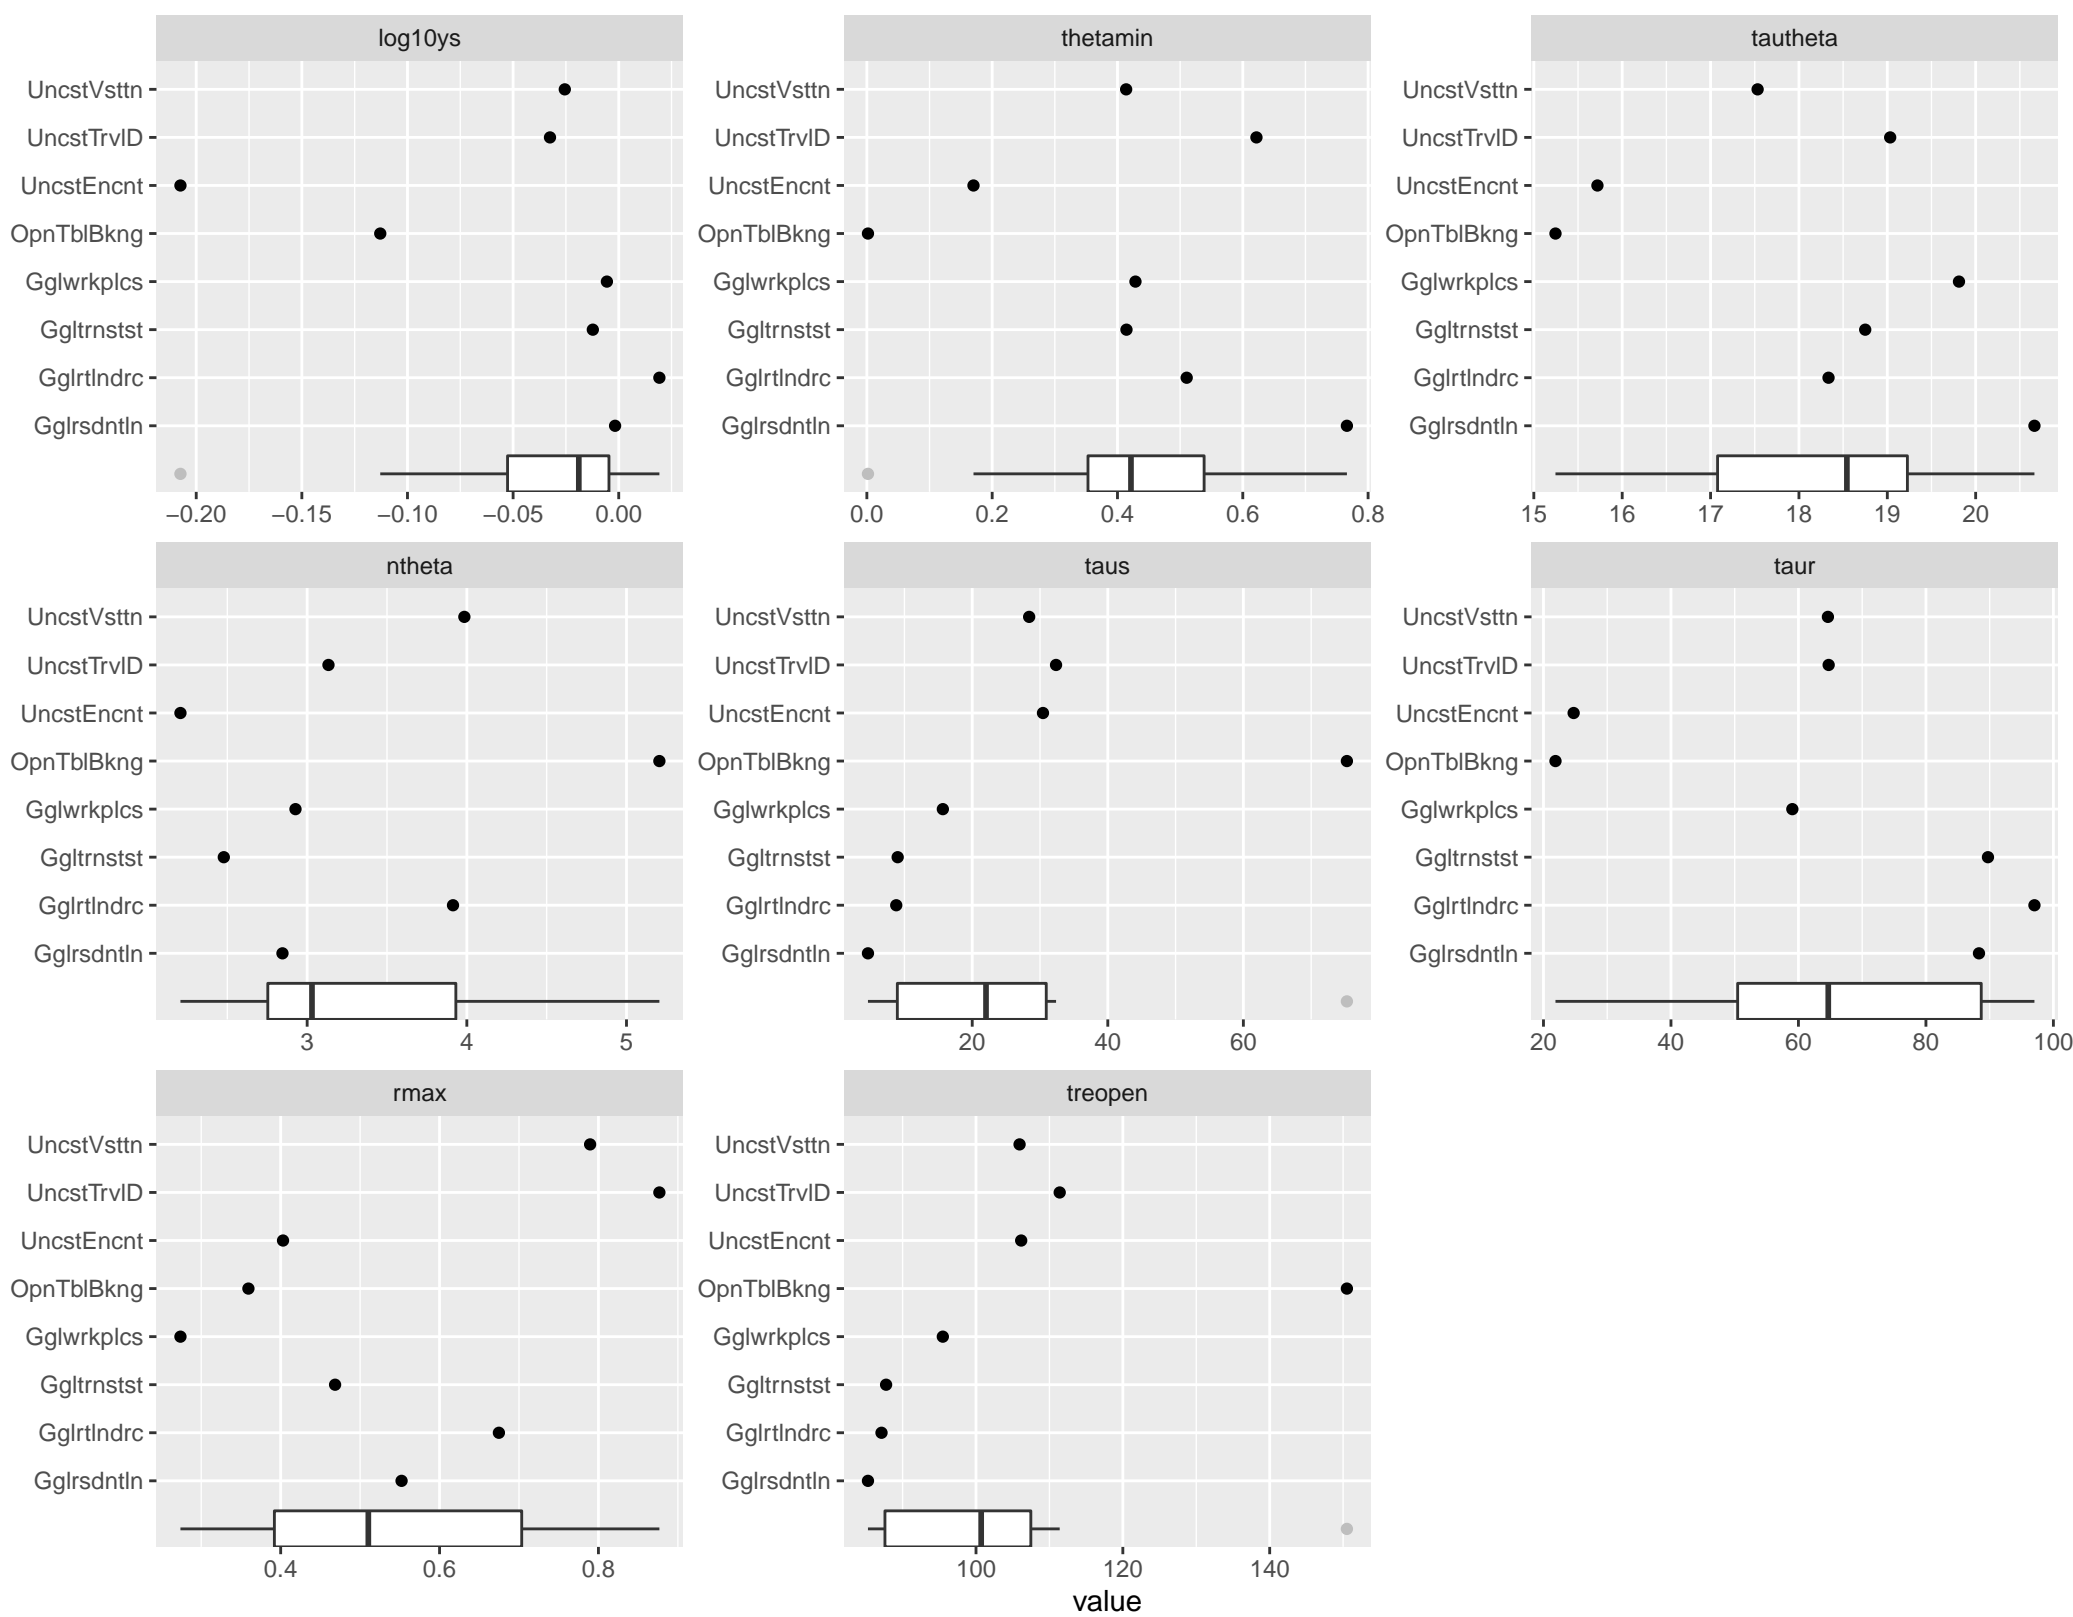 log10ys
thetamin
tautheta
UncstVsttn
UncstTrvlD
UncstEncnt
OpnTblBkng
Gglwrkplcs
Ggltrnstst
Gglrtlndrc
Gglrsdntln
−0.20 −0.15 −0.10 −0.05 0.00
UncstVsttn
UncstTrvlD
UncstEncnt
OpnTblBkng
Gglwrkplcs
Ggltrnstst
Gglrtlndrc
Gglrsdntln
0.0 0.2 0.4 0.6 0.8
UncstVsttn
UncstTrvlD
UncstEncnt
OpnTblBkng
Gglwrkplcs
Ggltrnstst
Gglrtlndrc
Gglrsdntln
15 16 17 18 19 20
ntheta
taus
taur
UncstVsttn
UncstTrvlD
UncstEncnt
OpnTblBkng
Gglwrkplcs
Ggltrnstst
Gglrtlndrc
Gglrsdntln
3 4 5
UncstVsttn
UncstTrvlD
UncstEncnt
OpnTblBkng
Gglwrkplcs
Ggltrnstst
Gglrtlndrc
Gglrsdntln
20 40 60
UncstVsttn
UncstTrvlD
UncstEncnt
OpnTblBkng
Gglwrkplcs
Ggltrnstst
Gglrtlndrc
Gglrsdntln
20 40 60 80 100
rmax
treopen
UncstVsttn
UncstTrvlD
UncstEncnt
OpnTblBkng
Gglwrkplcs
Ggltrnstst
Gglrtlndrc
Gglrsdntln
0.4 0.6 0.8
UncstVsttn
UncstTrvlD
UncstEncnt
OpnTblBkng
Gglwrkplcs
Ggltrnstst
Gglrtlndrc
Gglrsdntln
100 120 140
value